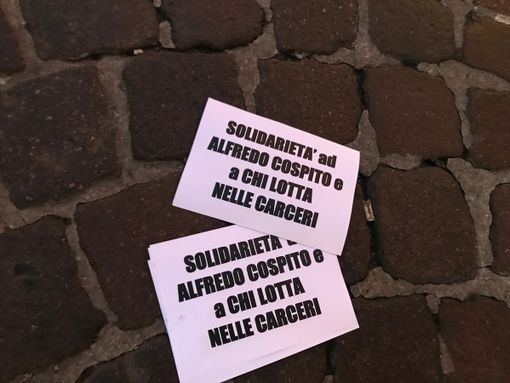 SOLIDARIETA' ad
ALFREDO COSPITO e
a CHI LOTTA
NELLE CARCERI
SOLIDARIETA'
ALFREDO COSPITO e
a CHI LOTTA
NELLE CARCERI